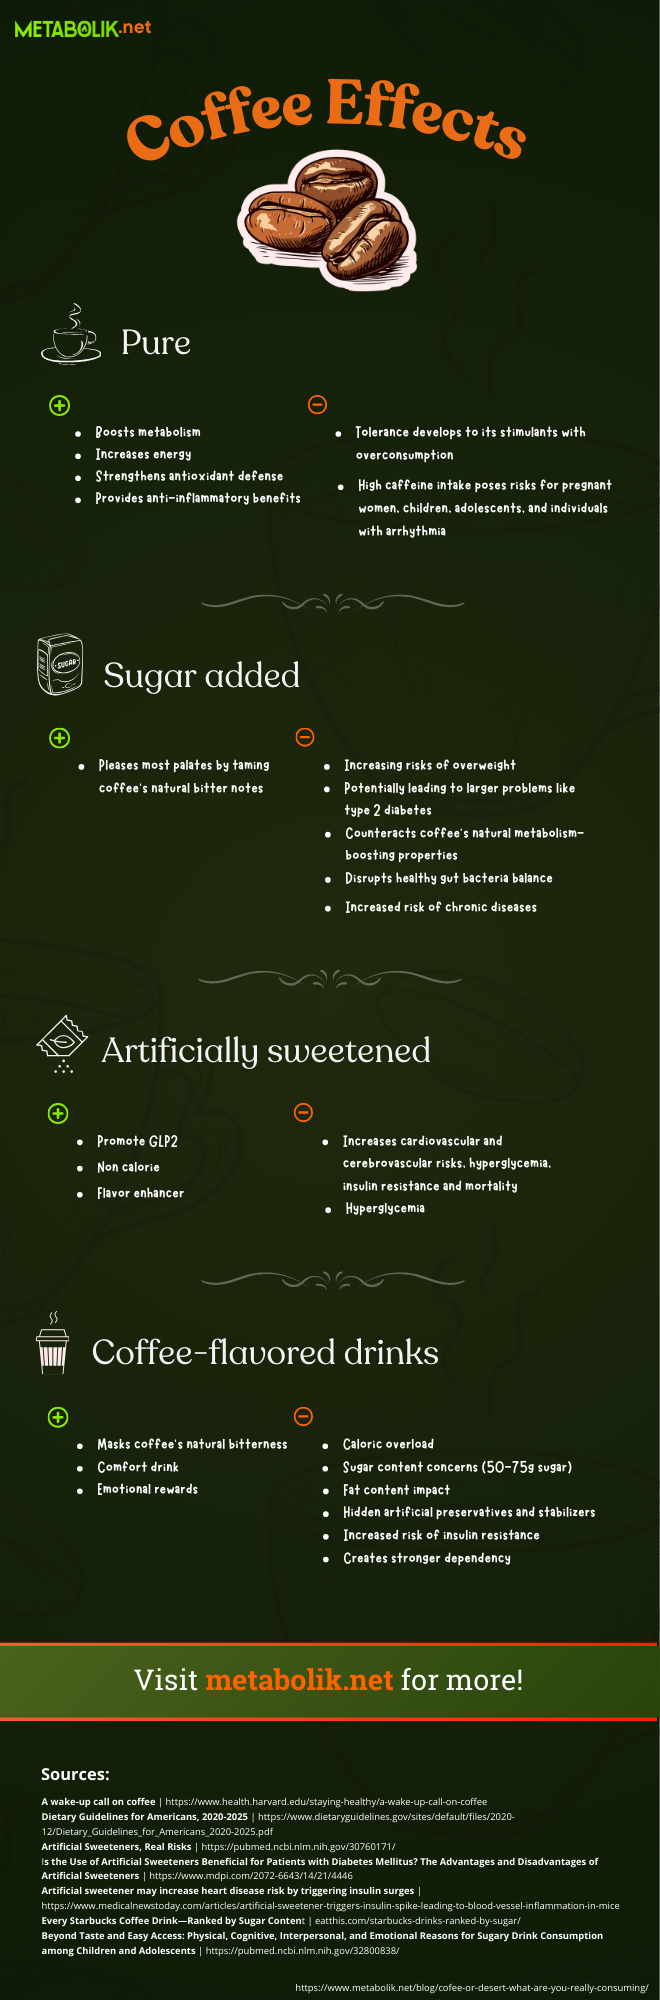 METABOLIK.net
Coffee Effects
Pure
Boosts metabolism
Increases energy
Strengthens antioxidant defense
Provides anti-inflammatory benefits
Tolerance develops to its stimulants with
overconsumption
High caffeine intake poses risks for pregnant
women, children, adolescents, and individuals
with arrhythmia
SUGAR
Sugar added
Pleases most palates by taming
coffee's natural bitter notes
Increasing risks of overweight
Potentially leading to larger problems like
type 2 diabetes
Counteracts coffee's natural metabolism-
boosting properties
Disrupts healthy gut bacteria balance
Increased risk of chronic diseases
Artificially sweetened
Promote GLP2
Non calorie
Flavor enhancer
Increases cardiovascular and
cerebrovascular risks, hyperglycemia,
insulin resistance and mortality
Hyperglycemia
Coffee-flavored drinks
Masks coffee's natural bitterness
Comfort drink
Emotional rewards
Caloric overload
Sugar content concerns (50-75g sugar)
Fat content impact
Hidden artificial preservatives and stabilizers
Increased risk of insulin resistance
Creates stronger dependency
Visit metabolik.net for more!
Sources:
A wake-up call on coffee | https://www.health.harvard.edu/staying-healthy/a-wake-up-call-on-coffee
Dietary Guidelines for Americans, 2020-2025 | https://www.dietaryguidelines.gov/sites/default/files/2020-
12/Dietary_Guidelines_for_Americans_2020-2025.pdf
Artificial Sweeteners, Real Risks | https://pubmed.ncbi.nlm.nih.gov/30760171/
Is the Use of Artificial Sweeteners Beneficial for Patients with Diabetes Mellitus? The Advantages and Disadvantages of
Artificial Sweeteners | https://www.mdpi.com/2072-6643/14/21/4446
Artificial sweetener may increase heart disease risk by triggering insulin surges |
https://www.medicalnewstoday.com/articles/artificial-sweetener-triggers-insulin-spike-leading-to-blood-vessel-inflammation-in-mice
Every Starbucks Coffee Drink—Ranked by Sugar Content | eatthis.com/starbucks-drinks-ranked-by-sugar/
Beyond Taste and Easy Access: Physical, Cognitive, Interpersonal, and Emotional Reasons for Sugary Drink Consumption
among Children and Adolescents | https://pubmed.ncbi.nlm.nih.gov/32800838/
https://www.metabolik.net/blog/cofee-or-desert-what-are-you-really-consuming/